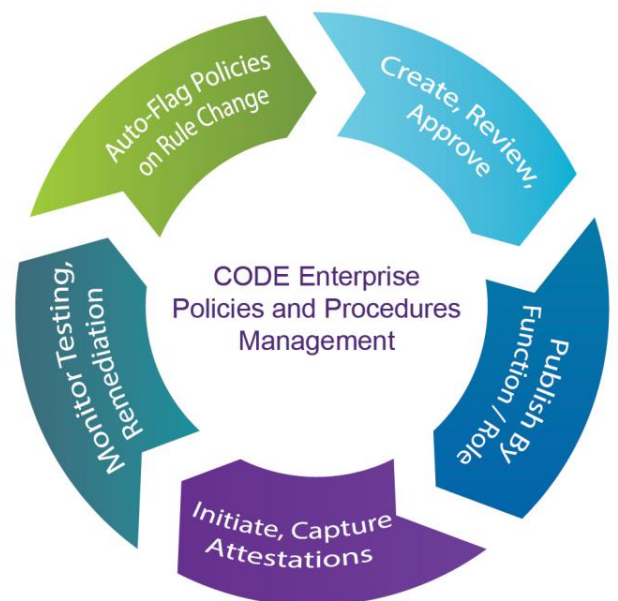 CODE Enterprise
Policies and Procedures
Management
Create, Review,
Approve
Publish By
Function / Role
Initiate, Capture
Attestations
Monitor Testing,
Remediation
Auto-Flag Policies
on Rule Change